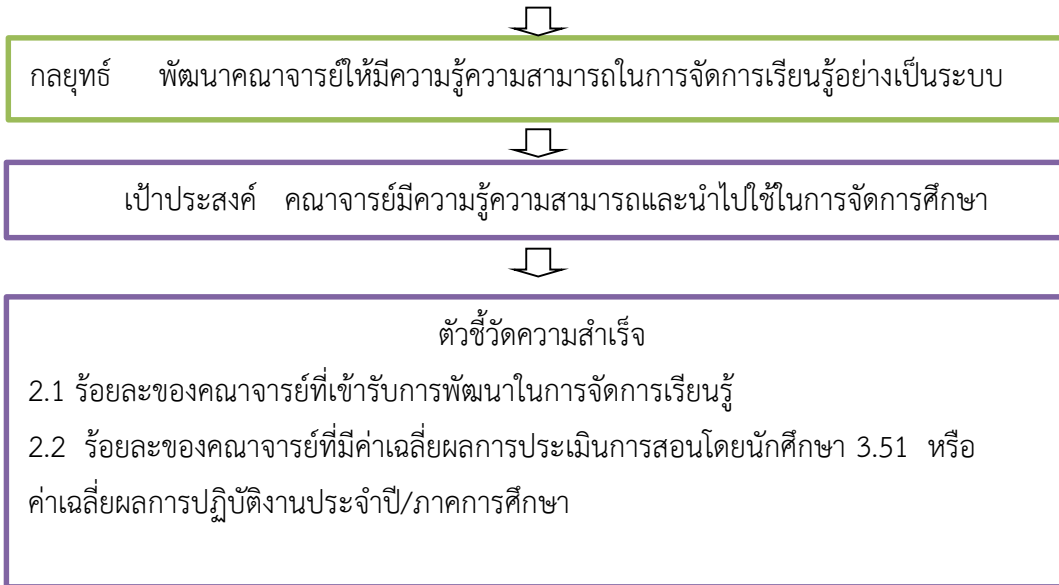 กลยุทธ์ พัฒนาคณาจารย์ให้มีความรู้ความสามารถในการจัดการเรียนรู้อย่างเป็นระบบ
เป้าประสงค์ คณาจารย์มีความรู้ความสามารถและนำไปใช้ในการจัดการศึกษา
ตัวชี้วัดความสำเร็จ
2.1 ร้อยละของคณาจารย์ที่เข้ารับการพัฒนาในการจัดการเรียนรู้
2.2 ร้อยละของคณาจารย์ที่มีค่าเฉลี่ยผลการประเมินการสอนโดยนักศึกษา 3.51 หรือ
ค่าเฉลี่ยผลการปฏิบัติงานประจำปี/ภาคการศึกษา